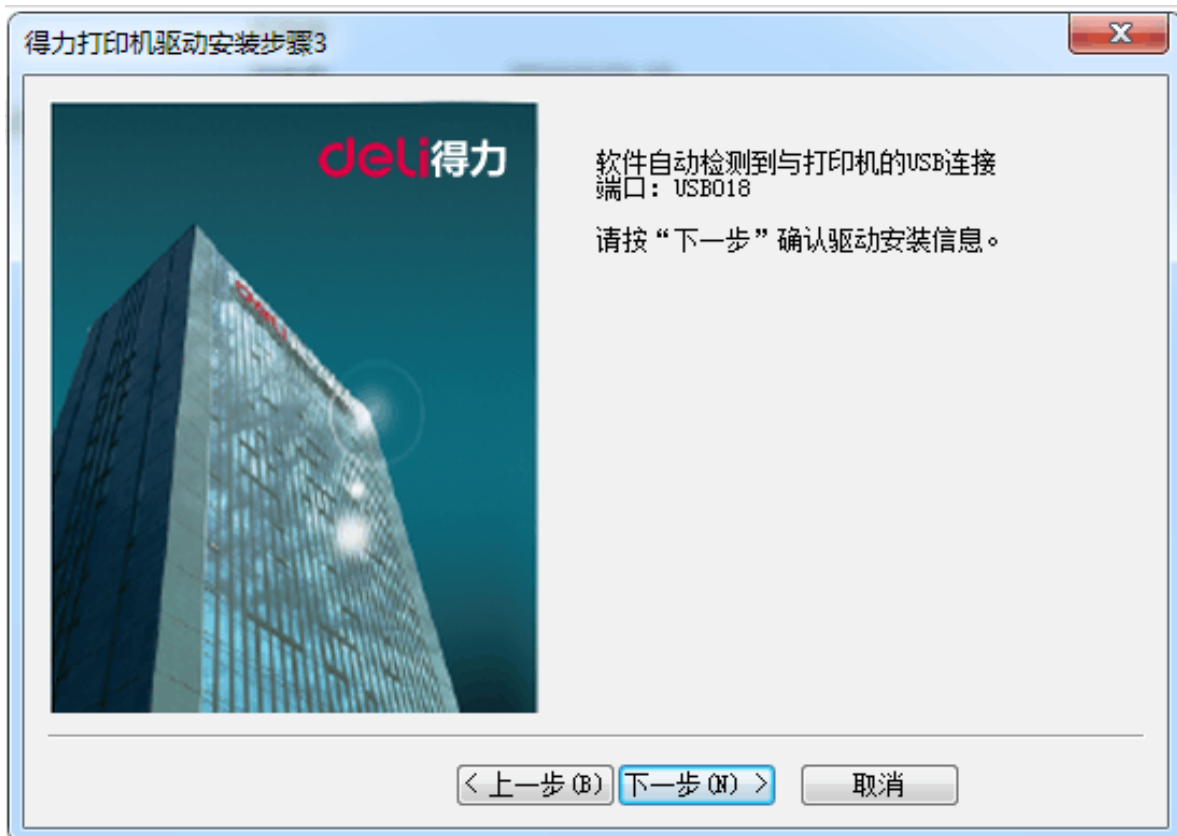 得力打印机驱动安装步骤3
deli得力
软件自动检测到与打印机的USB连接
端口：USB018
请按“下一步”确认驱动安装信息。
deli
< 上一步(B)
下一步(N) >
取消